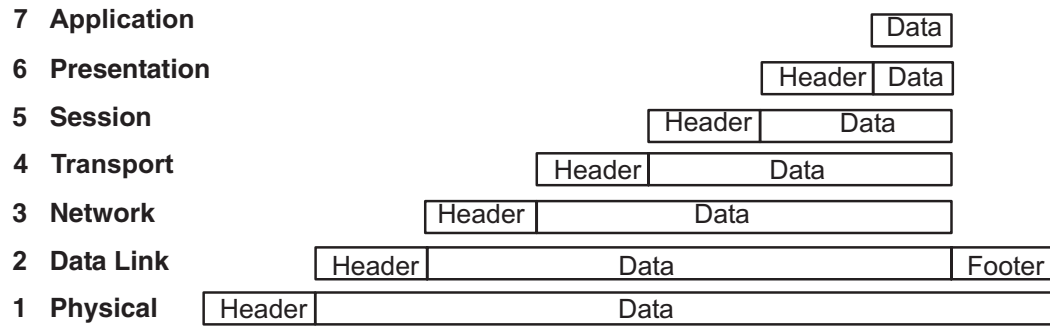 7 Application Data
6 Presentation Header Data
5 Session Header Data
4 Transport Header Data
3 Network Header Data
2 Data Link Header Data Footer
1 Physical Header Data